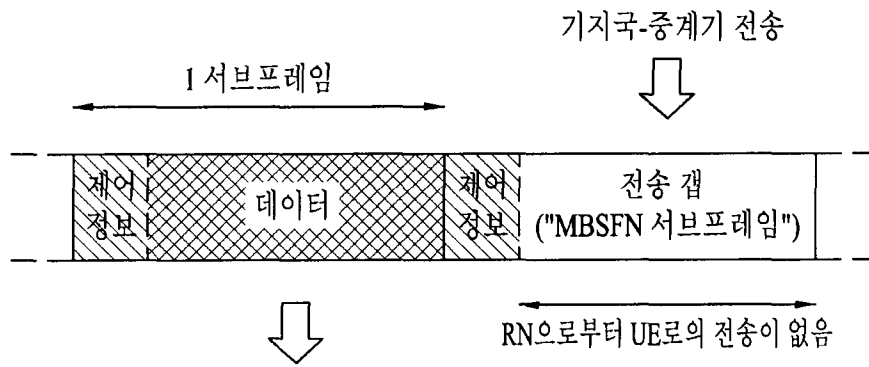 기지국-중계기 전송
1 서브프레임
제어
정보
데이터
제어
정보
전송 갭
("MBSFN 서브프레임")
RN으로부터 UE로의 전송이 없음